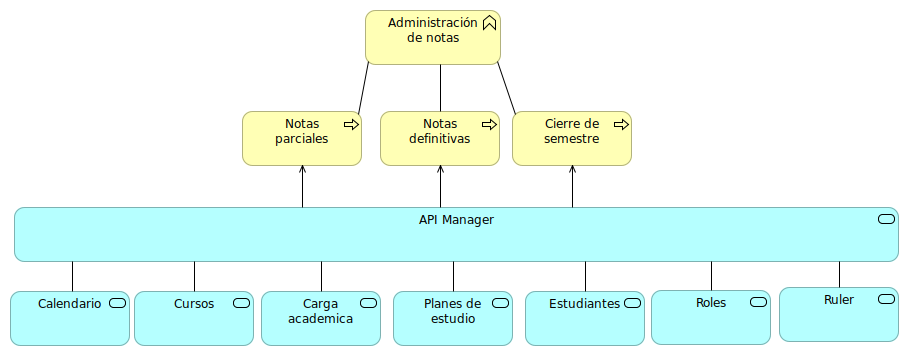 Administración
de notas
Notas
parciales
Notas
definitivas
Cierre de
semestre
API Manager
Calendario
Cursos
Carga
academica
Planes de
estudio
Estudiantes
Roles
Ruler